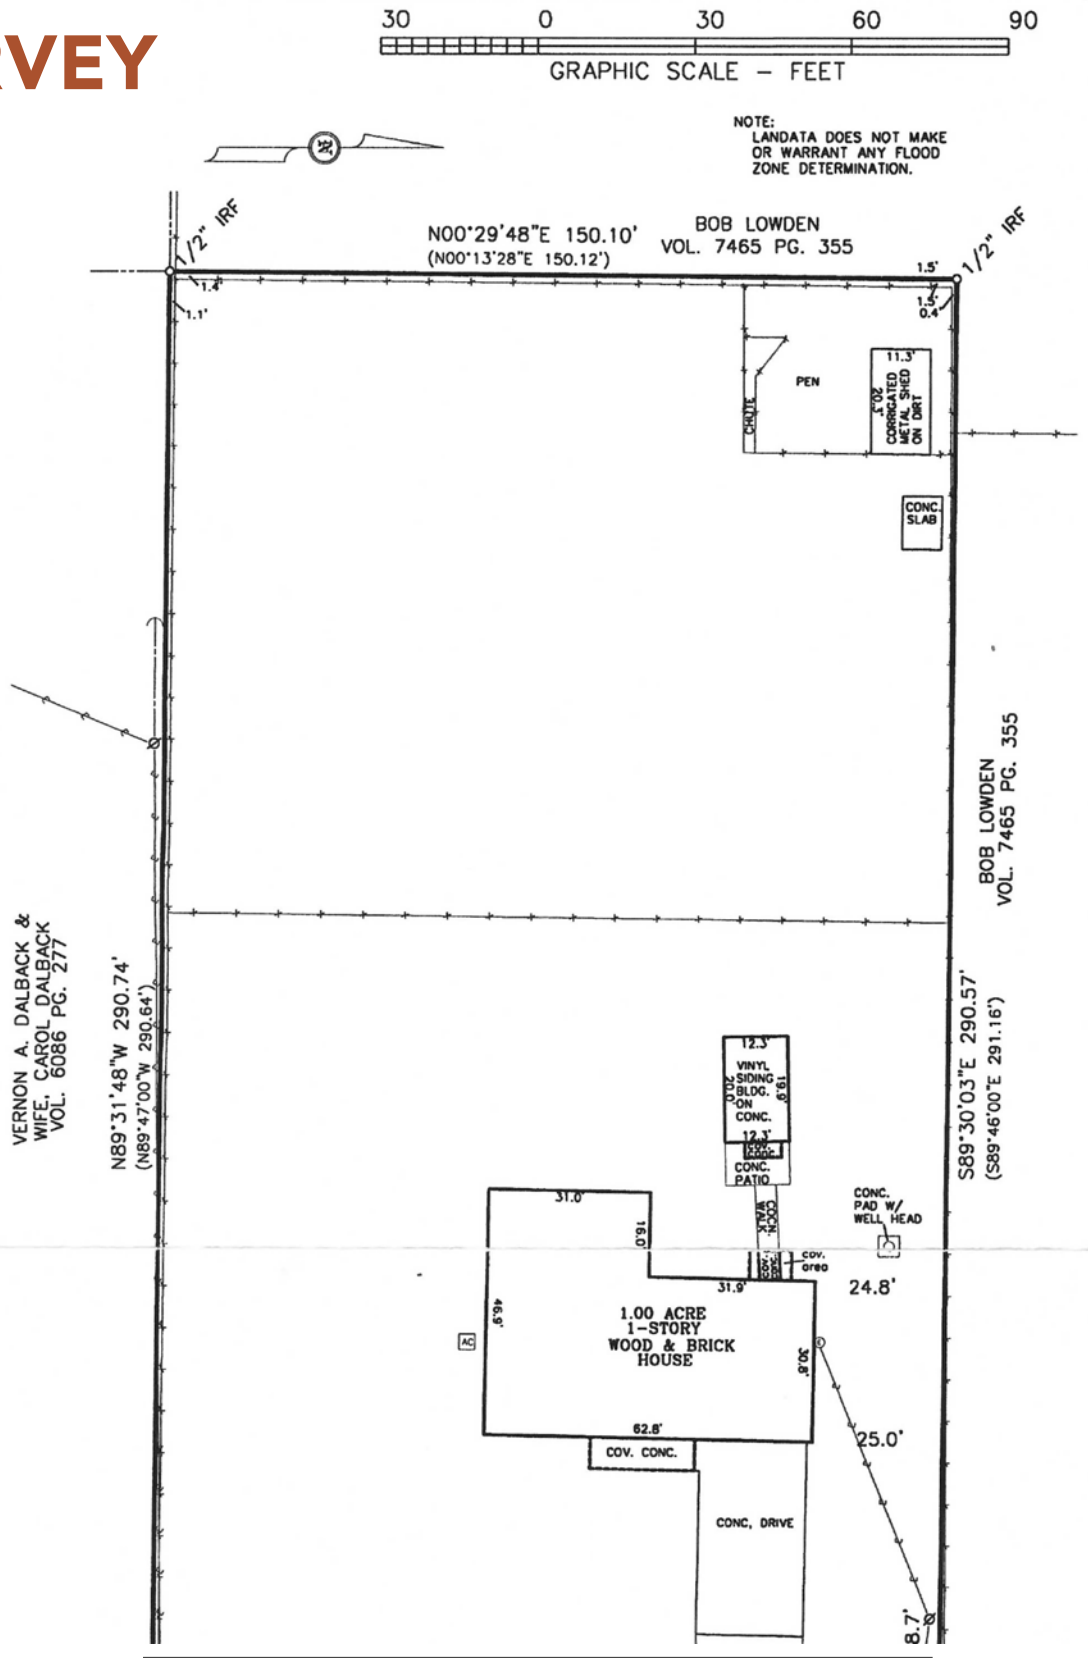 RVEY
30 0 30 60 90
GRAPHIC SCALE - FEET
NOTE:
LANDATA DOES NOT MAKE
OR WARRANT ANY FLOOD
ZONE DETERMINATION.
1/2" IRF
N00°29'48"E 150.10'
(N00°13'28"E 150.12')
BOB LOWDEN
VOL. 7465 PG. 355
1/2" IRF
1.4'
1.1'
1.5'
1.5'
0.4'
PEN
CHUTE
11.3'
20.3'
CORRIGATED
METAL SHED
ON DIRT
CONC.
SLAB
BOB LOWDEN
VOL. 7465 PG. 355
VERNON A. DALBACK &
WIFE, CAROL DALBACK
VOL. 6086 PG. 277
N89°31'48"W 290.74'
(N89°47'00"W 290.64')
S89°30'03"E 290.57'
(S89°46'00"E 291.16')
12.3'
VINYL
SIDING
BLDG.
ON
CONC.
20.0'
19.9'
12.3'
COV.
CONC.
CONC.
PATIO
COCN.
WALK
CONC.
PAD W/
WELL HEAD
cov.
area
24.8'
31.0'
16.0'
31.9'
46.9'
AC
1.00 ACRE
1-STORY
WOOD & BRICK
HOUSE
30.8'
62.8'
COV. CONC.
25.0'
CONC, DRIVE
8.7'